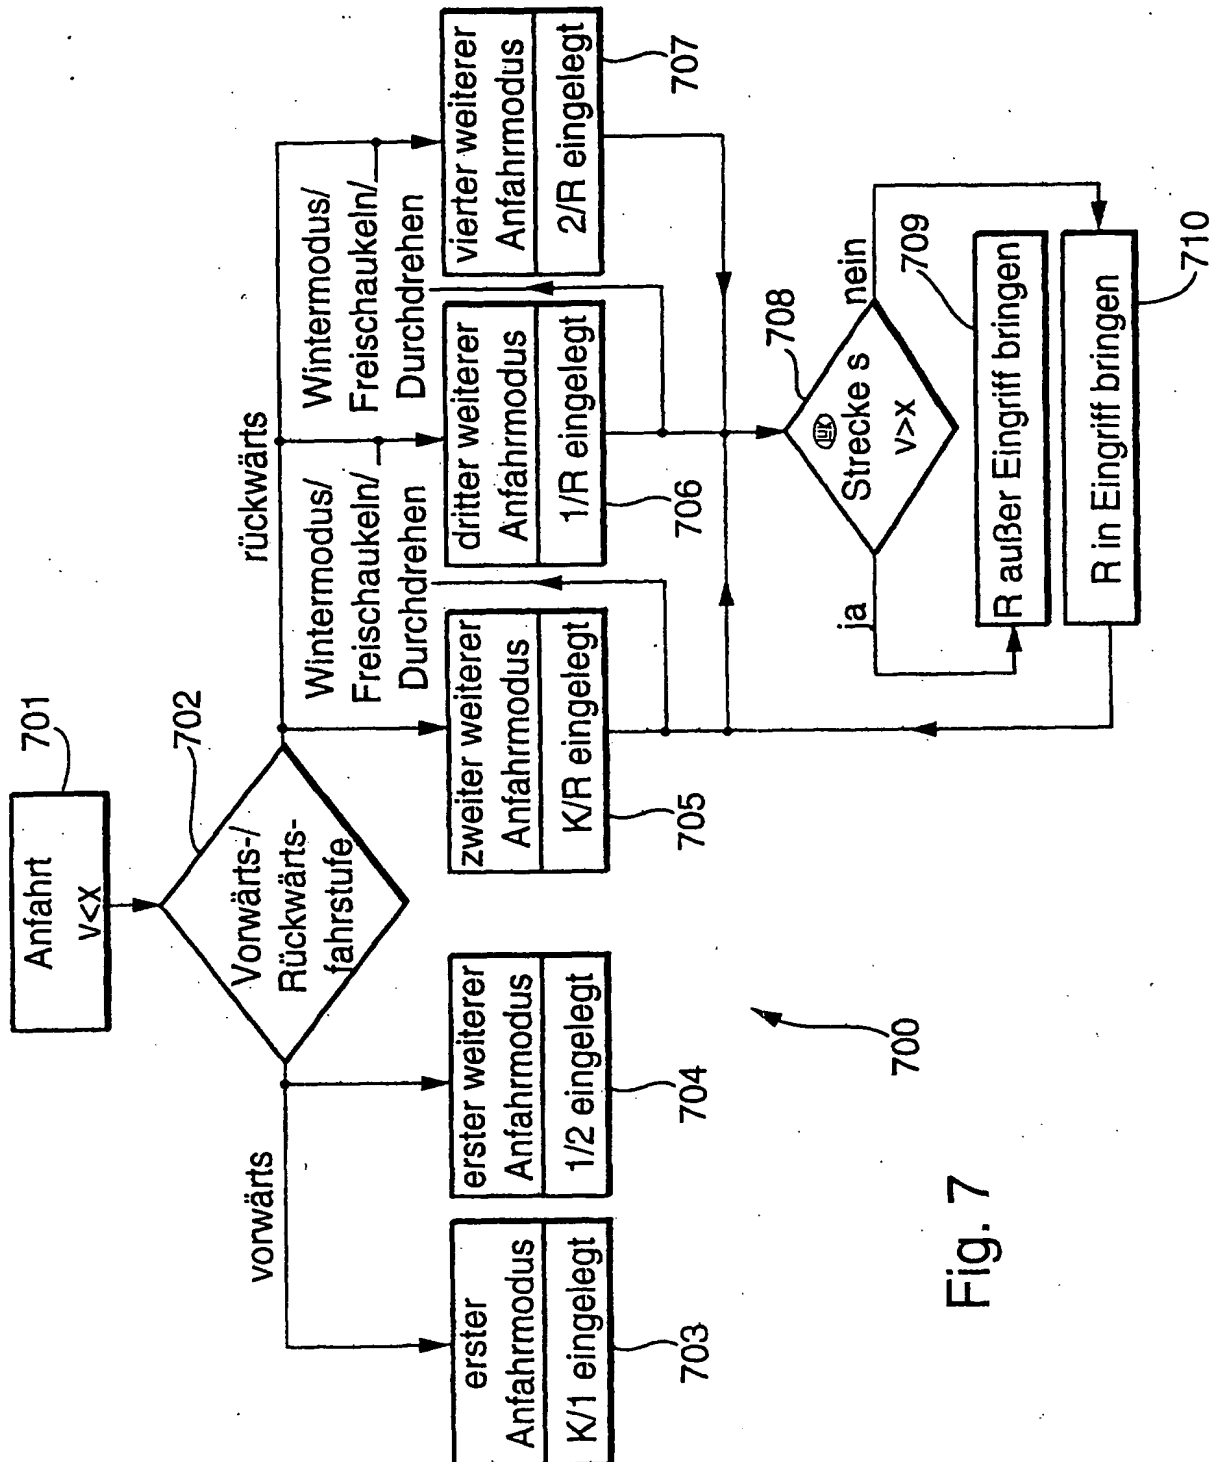 Anfahrt
v<x
701
Vorwärts-/
Rückwärts-
fahrstufe
702
vorwärts
rückwärts
erster
Anfahrmodus
K/1 eingelegt
703
erster weiterer
Anfahrmodus
1/2 eingelegt
704
zweiter weiterer
Anfahrmodus
K/R eingelegt
705
Wintermodus/
Freischaukeln/
Durchdrehen
dritter weiterer
Anfahrmodus
1/R eingelegt
706
Wintermodus/
Freischaukeln/
Durchdrehen
vierter weiterer
Anfahrmodus
2/R eingelegt
707
LuK
Strecke s
v>x
708
ja
nein
R außer Eingriff bringen
709
R in Eingriff bringen
710
700
Fig. 7